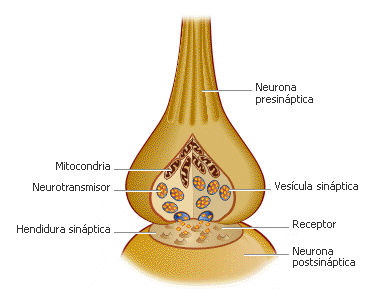 Neurona
presináptica
Mitocondria
Neurotransmisor
Vesícula sináptica
Hendidura sináptica
Receptor
Neurona
postsináptica